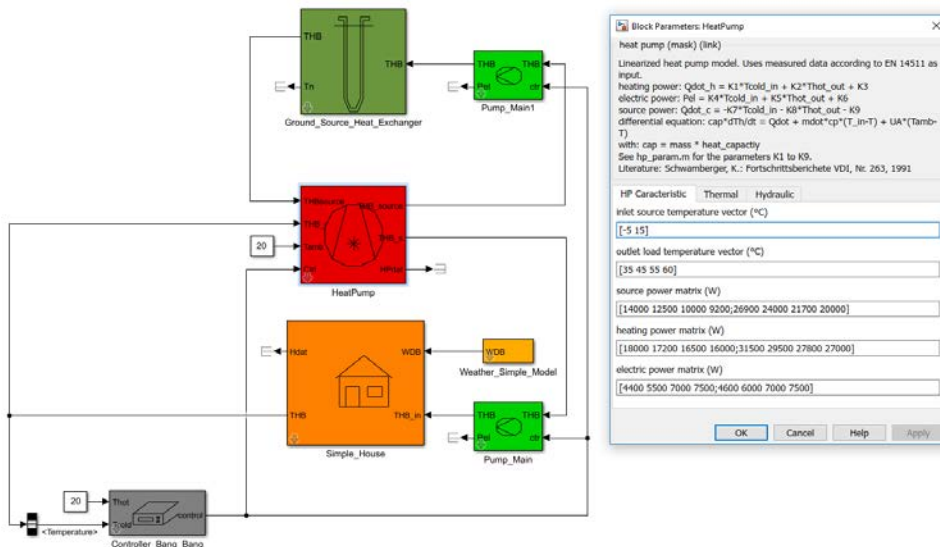 THB
THB
Tn
Ground_Source_Heat_Exchanger
THB
THB
Pel
ctr
Pump_Main1
THBsource
THB_source
THB_
THB_s
20
Tamb
Ctrl
HPdat
HeatPump
Hdat
WDB
WDB
Weather_Simple_Model
THB
THB_in
Simple_House
THB
THB
Pel
ctr
Pump_Main
20
Thot
Tcold
control
<Temperature>
Controller_Bang_Bang
Block Parameters: HeatPump
heat pump (mask) (link)
Linearized heat pump model. Uses measured data according to EN 14511 as
input.
heating power: Qdot_h = K1*Tcold_in + K2*Thot_out + K3
electric power: Pel = K4*Tcold_in + K5*Thot_out + K6
source power: Qdot_c = -K7*Tcold_in - K8*Thot_out - K9
differential equation: cap*dTh/dt = Qdot + mdot*cp*(T_in-T) + UA*(Tamb-
T)
with: cap = mass * heat_capactiy
See hp_param.m for the parameters K1 to K9.
Literature: Schwamberger, K.: Fortschrittsberichete VDI, Nr. 263, 1991
HP Caracteristic Thermal Hydraulic
inlet source temperature vector (°C)
[-5 15]
outlet load temperature vector (°C)
[35 45 55 60]
source power matrix (W)
[14000 12500 10000 9200;26900 24000 21700 20000]
heating power matrix (W)
[18000 17200 16500 16000;31500 29500 27800 27000]
electric power matrix (W)
[4400 5500 7000 7500;4600 6000 7000 7500]
OK Cancel Help Apply